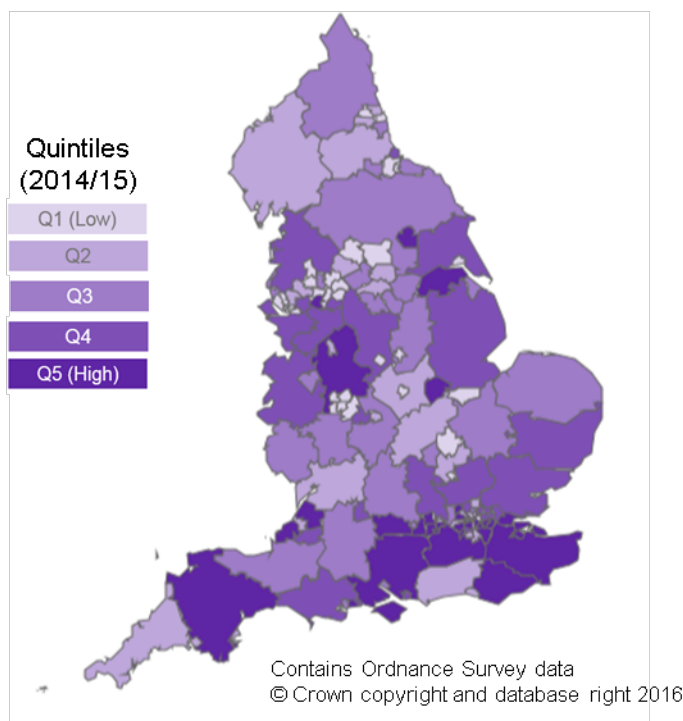 Quintiles
(2014/15)
Q1 (Low)
Q2
Q3
Q4
Q5 (High)
Contains Ordnance Survey data
© Crown copyright and database right 2016